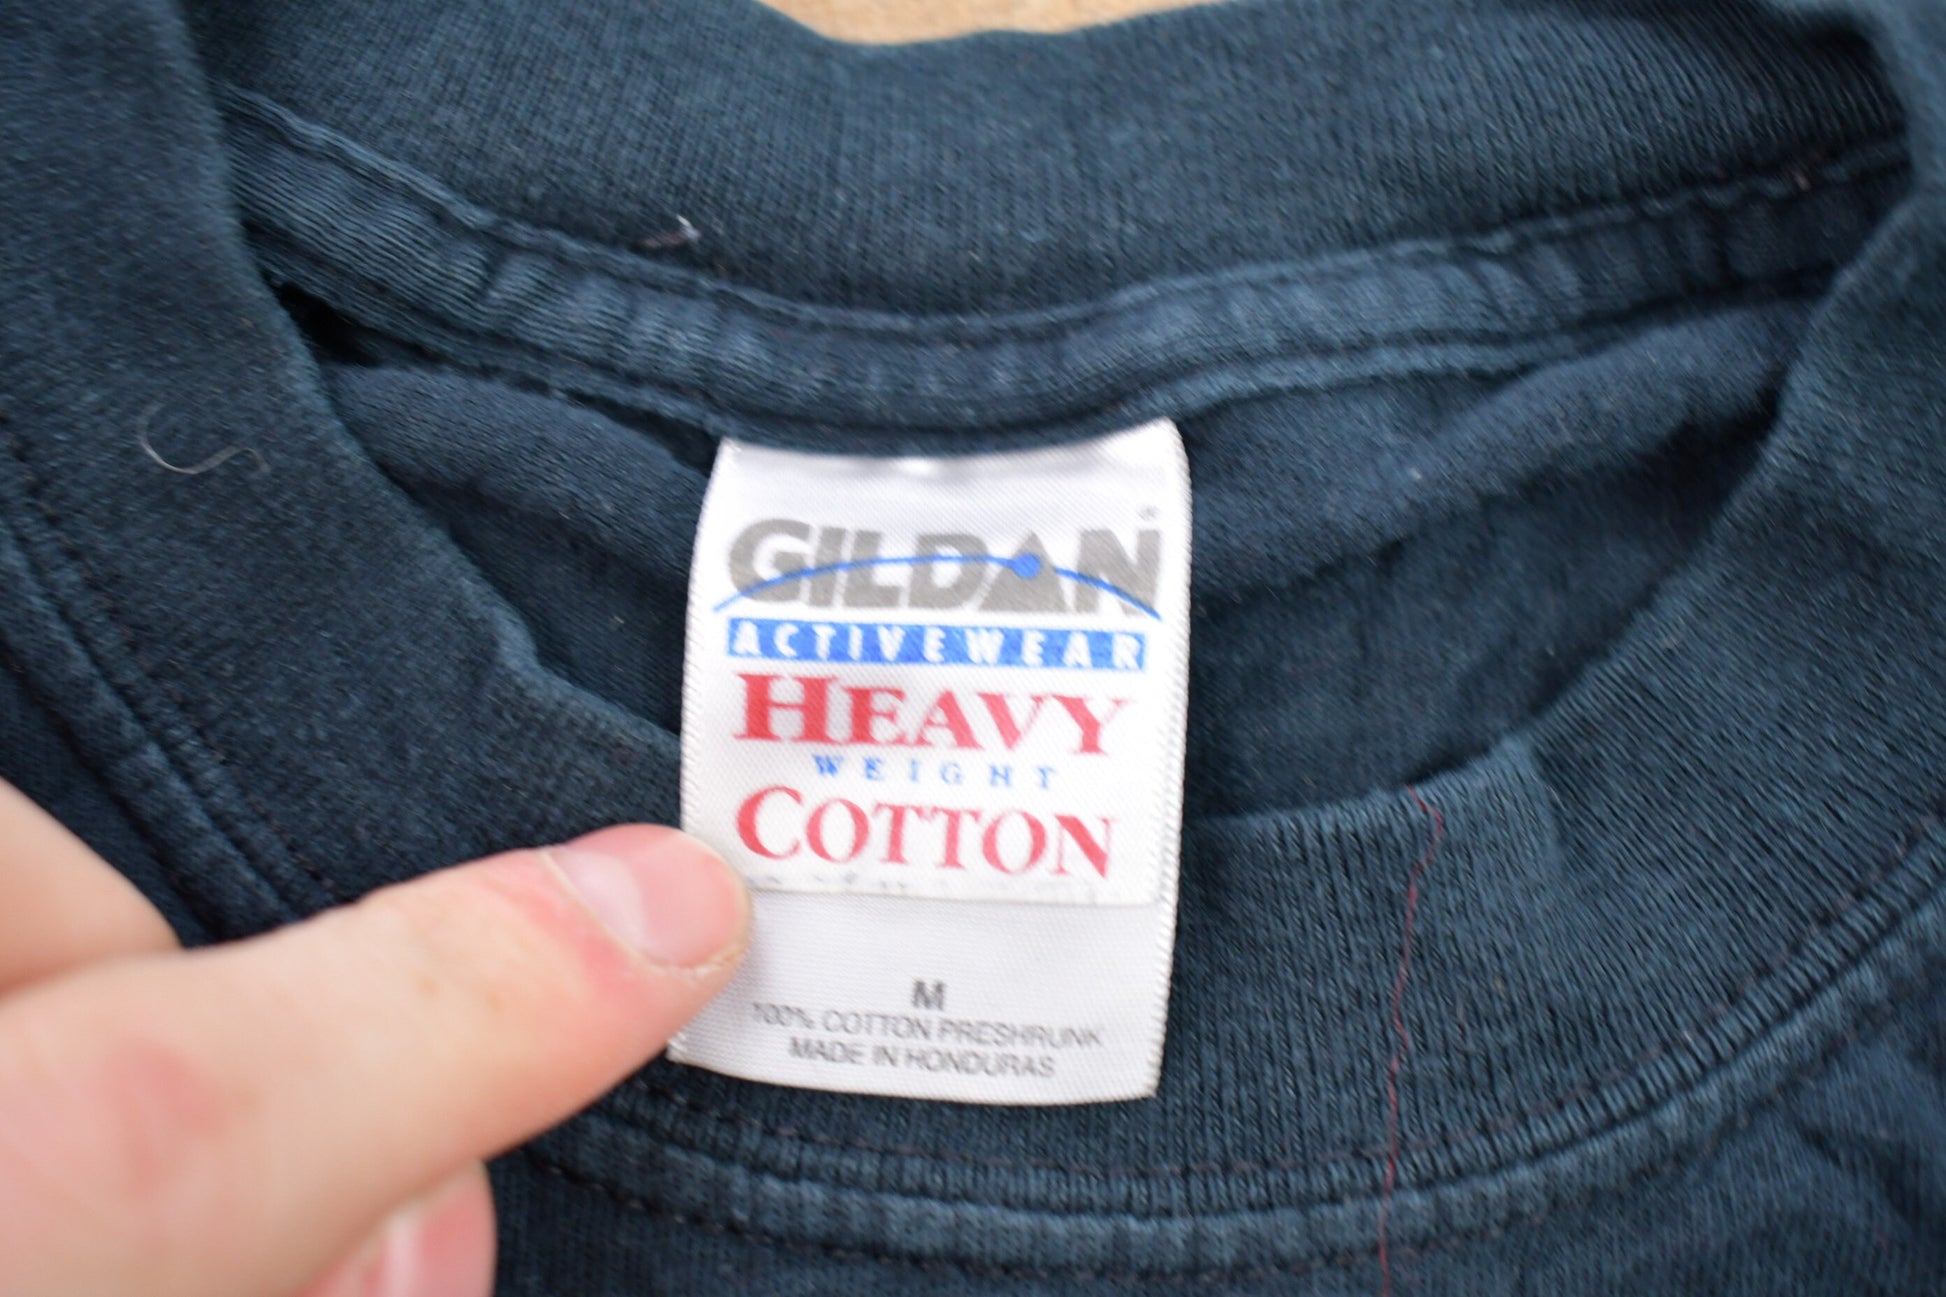 GILDAN®
ACTIVEWEAR
HEAVY
WEIGHT
COTTON
M
100% COTTON PRESHRUNK
MADE IN HONDURAS